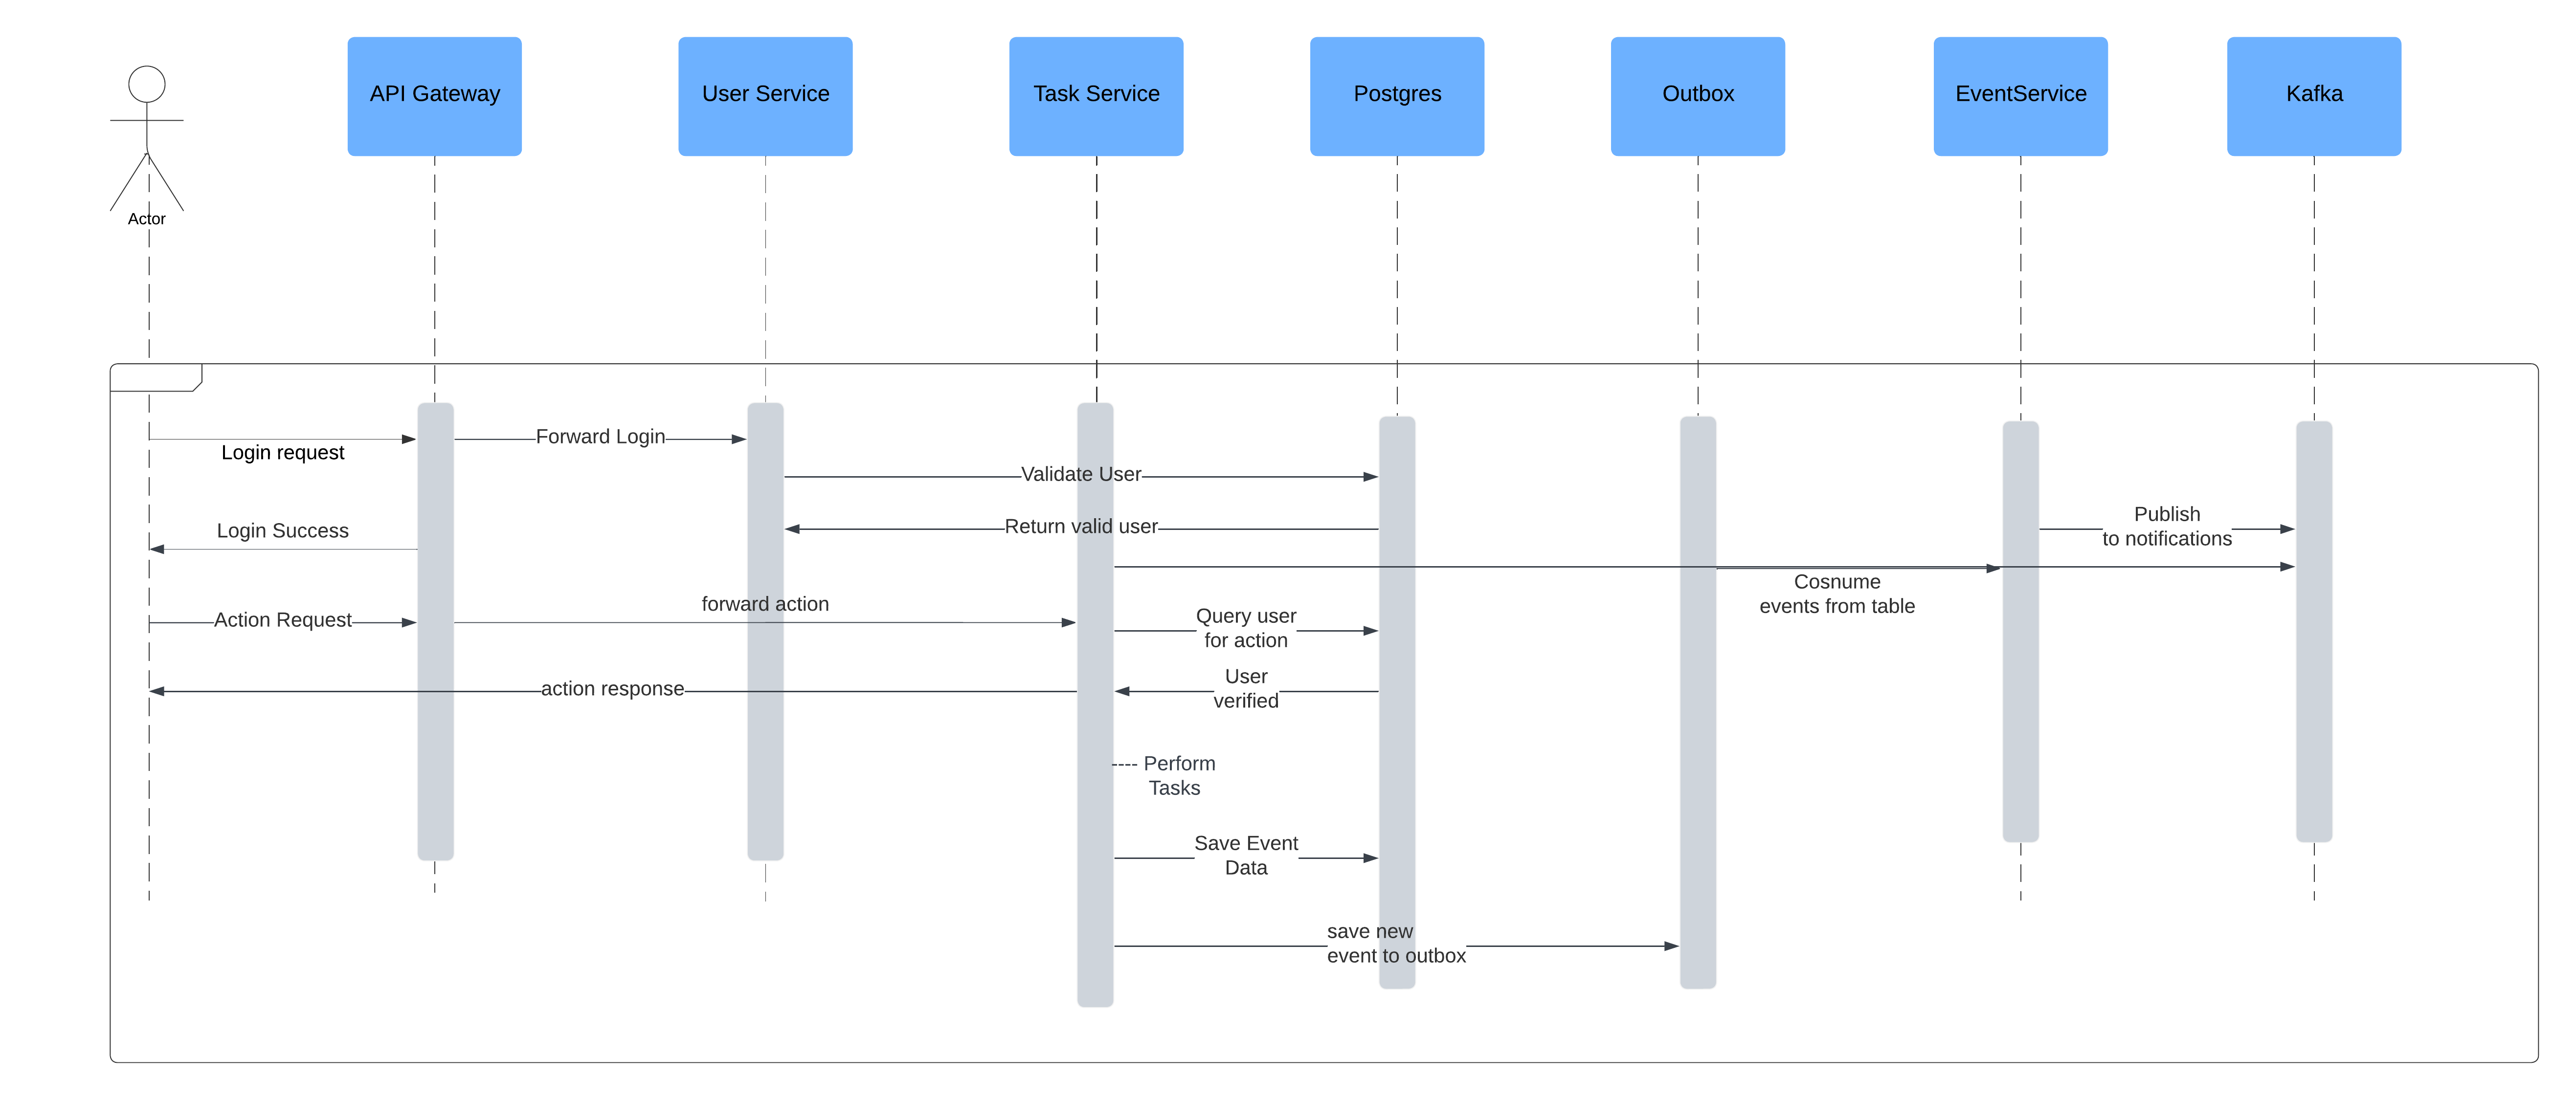 API Gateway
User Service
Task Service
Postgres
Outbox
EventService
Kafka
Actor
Forward Login
Login request
Validate User
Publish
to notifications
Return valid user
Login Success
Cosnume
events from table
forward action
Action Request
Query user
for action
action response
User
verified
Perform
Tasks
Save Event
Data
save new
event to outbox